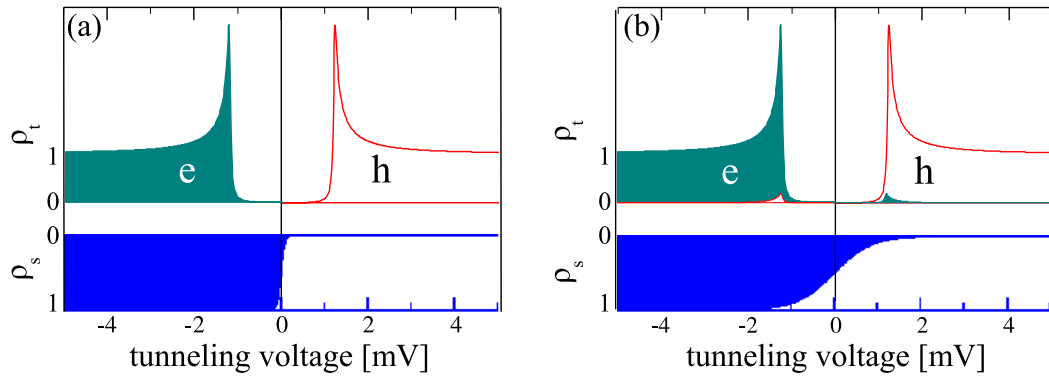 (a)
ρt
1
0
e
h
0
ρs
1
-4 -2 0 2 4
tunneling voltage [mV]
(b)
ρt
1
0
e
h
0
ρs
1
-4 -2 0 2 4
tunneling voltage [mV]